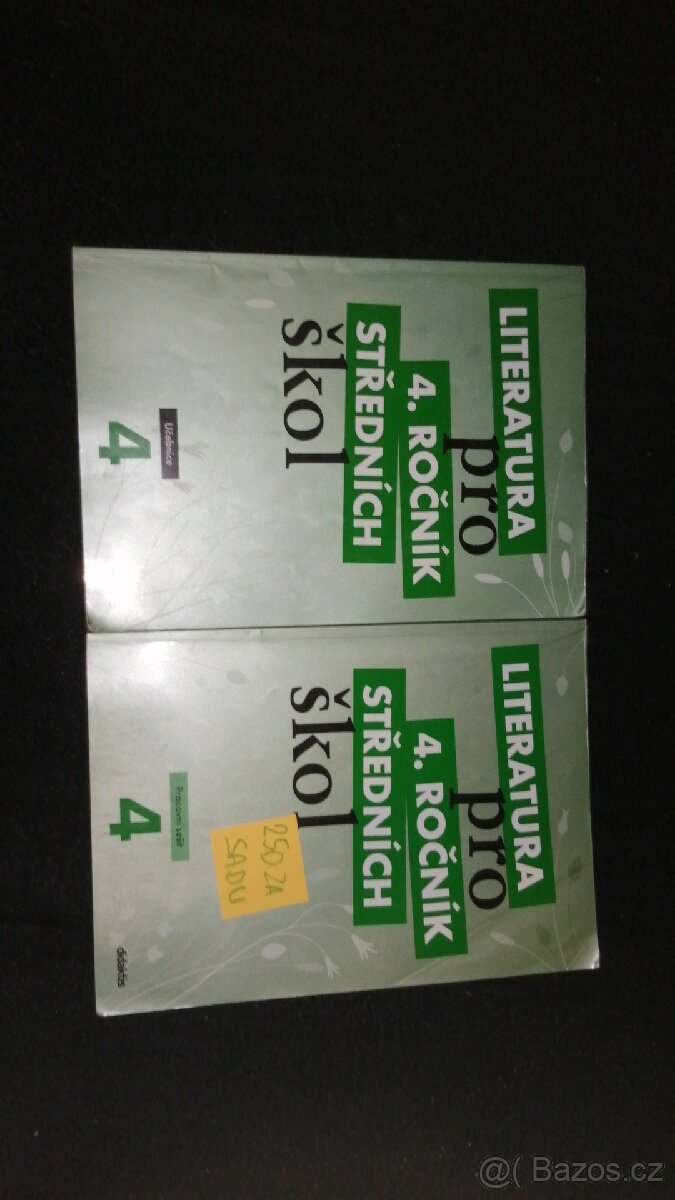 LITERATURA
pro
4. ROČNÍK
STŘEDNÍCH
škol
Učebnice
4
LITERATURA
pro
4. ROČNÍK
STŘEDNÍCH
škol
250 ZA
SADU
Pracovní sešit
4
didaktis
@( Bazos.cz